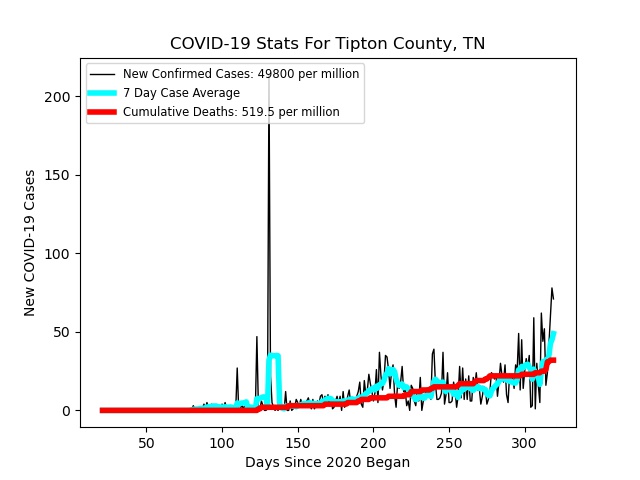 COVID-19 Stats For Tipton County, TN
New Confirmed Cases: 49800 per million
7 Day Case Average
Cumulative Deaths: 519.5 per million
New COVID-19 Cases
200
150
100
50
0
50 100 150 200 250 300
Days Since 2020 Began